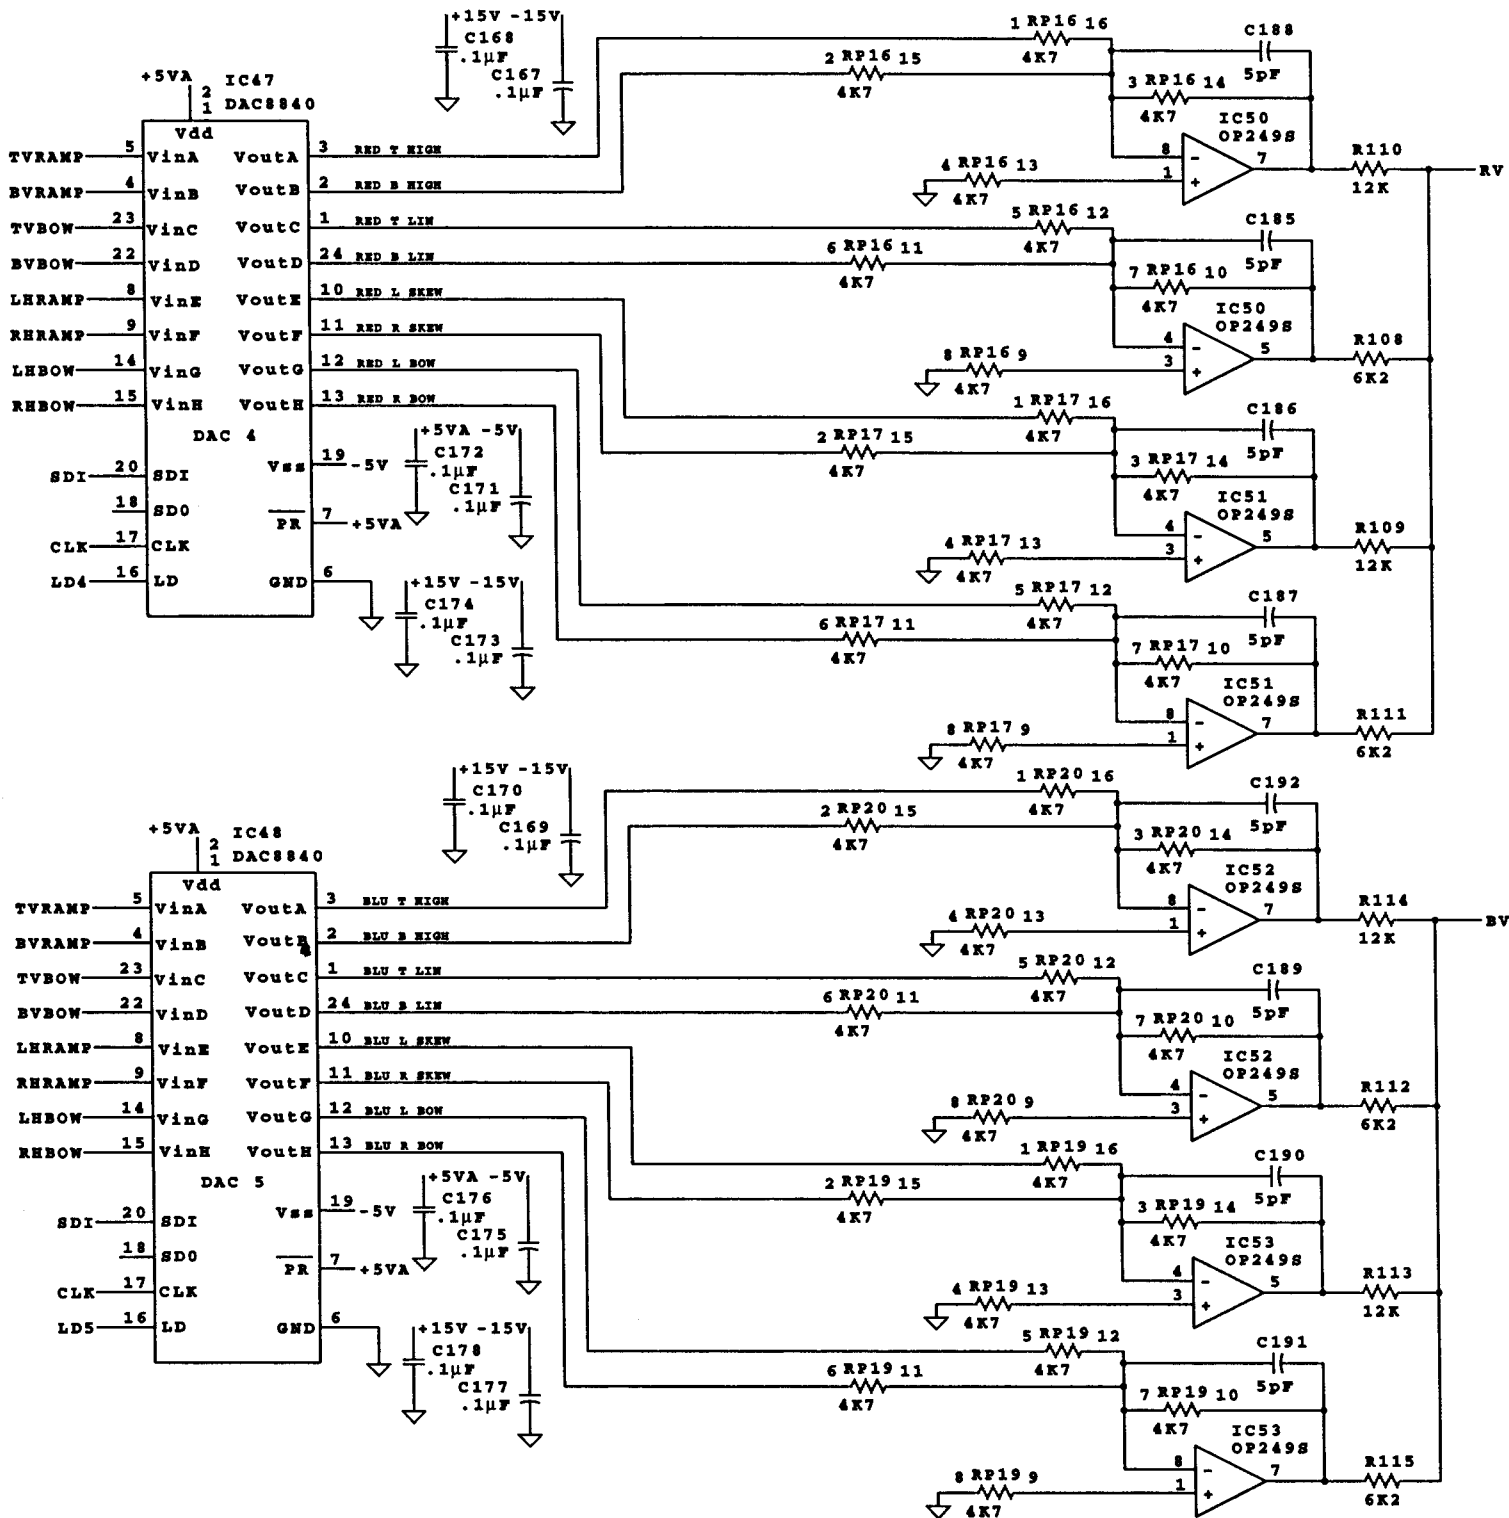 +15V -15V
C168
.1µF
C167
.1µF
+5VA
2
1
IC47
DAC8840
Vdd
TVRAMP 5 VinA VoutA 3 RED T HIGH
BVRAMP 4 VinB VoutB 2 RED B HIGH
TVBOW 23 VinC VoutC 1 RED T LIN
BVBOW 22 VinD VoutD 24 RED B LIN
LHRAMP 8 VinE VoutE 10 RED L SKEW
RHRAMP 9 VinF VoutF 11 RED R SKEW
LHBOW 14 VinG VoutG 12 RED L BOW
RHBOW 15 VinH VoutH 13 RED R BOW
DAC 4
SDI 20 SDI Vss 19 -5V
18 SD0 PR 7 +5VA
CLK 17 CLK
LD4 16 LD GND 6
+5VA -5V
C172
.1µF
C171
.1µF
+15V -15V
C174
.1µF
C173
.1µF
1 RP16 16
4K7
2 RP16 15
4K7
C188
5pF
3 RP16 14
4K7
IC50
OP249S
8 -
1 +
7
4 RP16 13
4K7
R110
12K
RV
5 RP16 12
4K7
6 RP16 11
4K7
C185
5pF
7 RP16 10
4K7
IC50
OP249S
4 -
3 +
5
8 RP16 9
4K7
R108
6K2
1 RP17 16
4K7
2 RP17 15
4K7
C186
5pF
3 RP17 14
4K7
IC51
OP249S
4 -
3 +
5
4 RP17 13
4K7
R109
12K
5 RP17 12
4K7
6 RP17 11
4K7
C187
5pF
7 RP17 10
4K7
IC51
OP249S
8 -
1 +
7
8 RP17 9
4K7
R111
6K2
+15V -15V
C170
.1µF
C169
.1µF
+5VA
2
1
IC48
DAC8840
Vdd
TVRAMP 5 VinA VoutA 3 BLU T HIGH
BVRAMP 4 VinB VoutB 2 BLU B HIGH
TVBOW 23 VinC VoutC 1 BLU T LIN
BVBOW 22 VinD VoutD 24 BLU B LIN
LHRAMP 8 VinE VoutE 10 BLU L SKEW
RHRAMP 9 VinF VoutF 11 BLU R SKEW
LHBOW 14 VinG VoutG 12 BLU L BOW
RHBOW 15 VinH VoutH 13 BLU R BOW
DAC 5
SDI 20 SDI Vss 19 -5V
18 SD0 PR 7 +5VA
CLK 17 CLK
LD5 16 LD GND 6
+5VA -5V
C176
.1µF
C175
.1µF
+15V -15V
C178
.1µF
C177
.1µF
1 RP20 16
4K7
2 RP20 15
4K7
C192
5pF
3 RP20 14
4K7
IC52
OP249S
8 -
1 +
7
4 RP20 13
4K7
R114
12K
BV
5 RP20 12
4K7
6 RP20 11
4K7
C189
5pF
7 RP20 10
4K7
IC52
OP249S
4 -
3 +
5
8 RP20 9
4K7
R112
6K2
1 RP19 16
4K7
2 RP19 15
4K7
C190
5pF
3 RP19 14
4K7
IC53
OP249S
4 -
3 +
5
4 RP19 13
4K7
R113
12K
5 RP19 12
4K7
6 RP19 11
4K7
C191
5pF
7 RP19 10
4K7
IC53
OP249S
8 -
1 +
7
8 RP19 9
4K7
R115
6K2